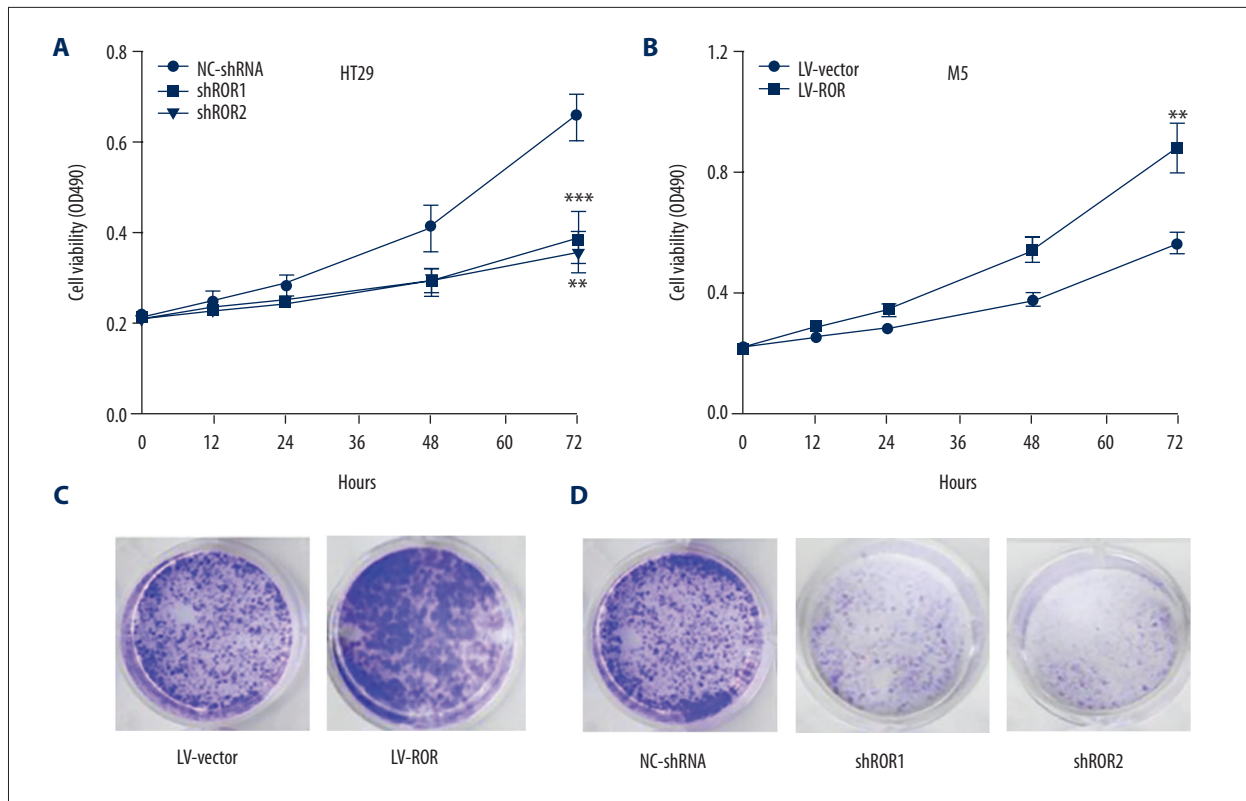 A
NC-shRNA
shROR1
shROR2
HT29
Cell viability (OD490)
0.8
0.6
0.4
0.2
0.0
***
**
0 12 24 36 48 60 72
Hours
B
LV-vector
LV-ROR
M5
Cell viability (OD490)
1.2
0.8
0.4
0.0
**
0 12 24 36 48 60 72
Hours
C
LV-vector LV-ROR
D
NC-shRNA shROR1 shROR2